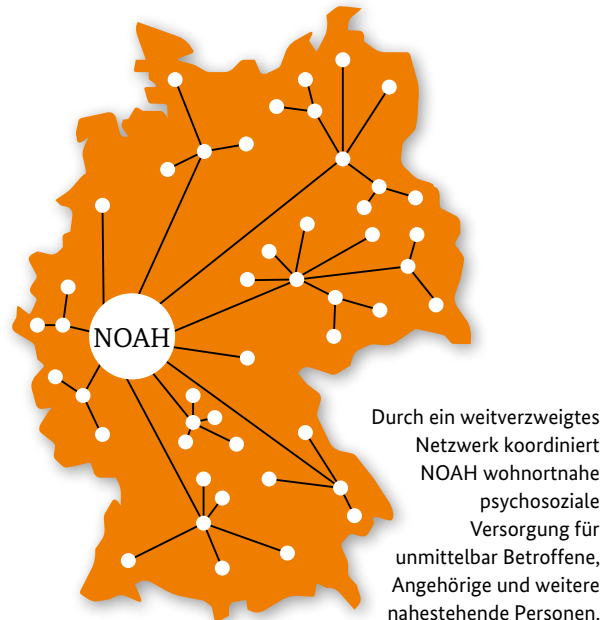 NOAH
Durch ein weitverzweigtes
Netzwerk koordiniert
NOAH wohnortnahe
psychosoziale
Versorgung für
unmittelbar Betroffene,
Angehörige und weitere
nahestehende Personen.